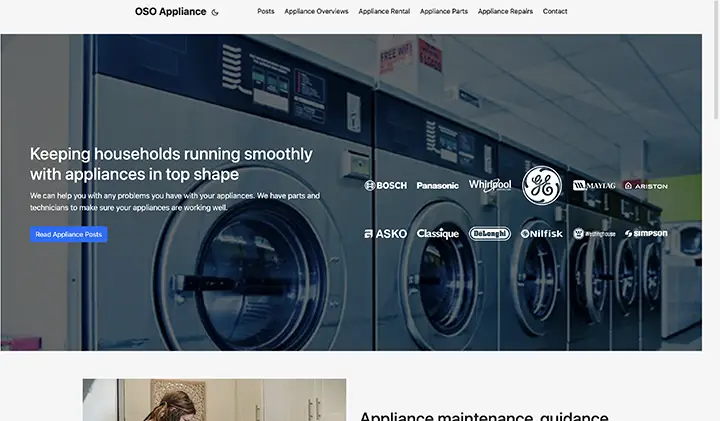 OSO Appliance
Posts
Appliance Overviews
Appliance Rental
Appliance Parts
Appliance Repairs
Contact
FREE WIFI
Keeping households running smoothly
with appliances in top shape
We can help you with any problems you have with your appliances. We have parts and
technicians to make sure your appliances are working well.
Read Appliance Posts
BOSCH
Panasonic
Whirlpool
GE
MAYTAG
ARISTON
ASKO
Classique
DeLonghi
Nilfisk
Westinghouse
SIMPSON
Appliance maintenance, guidance